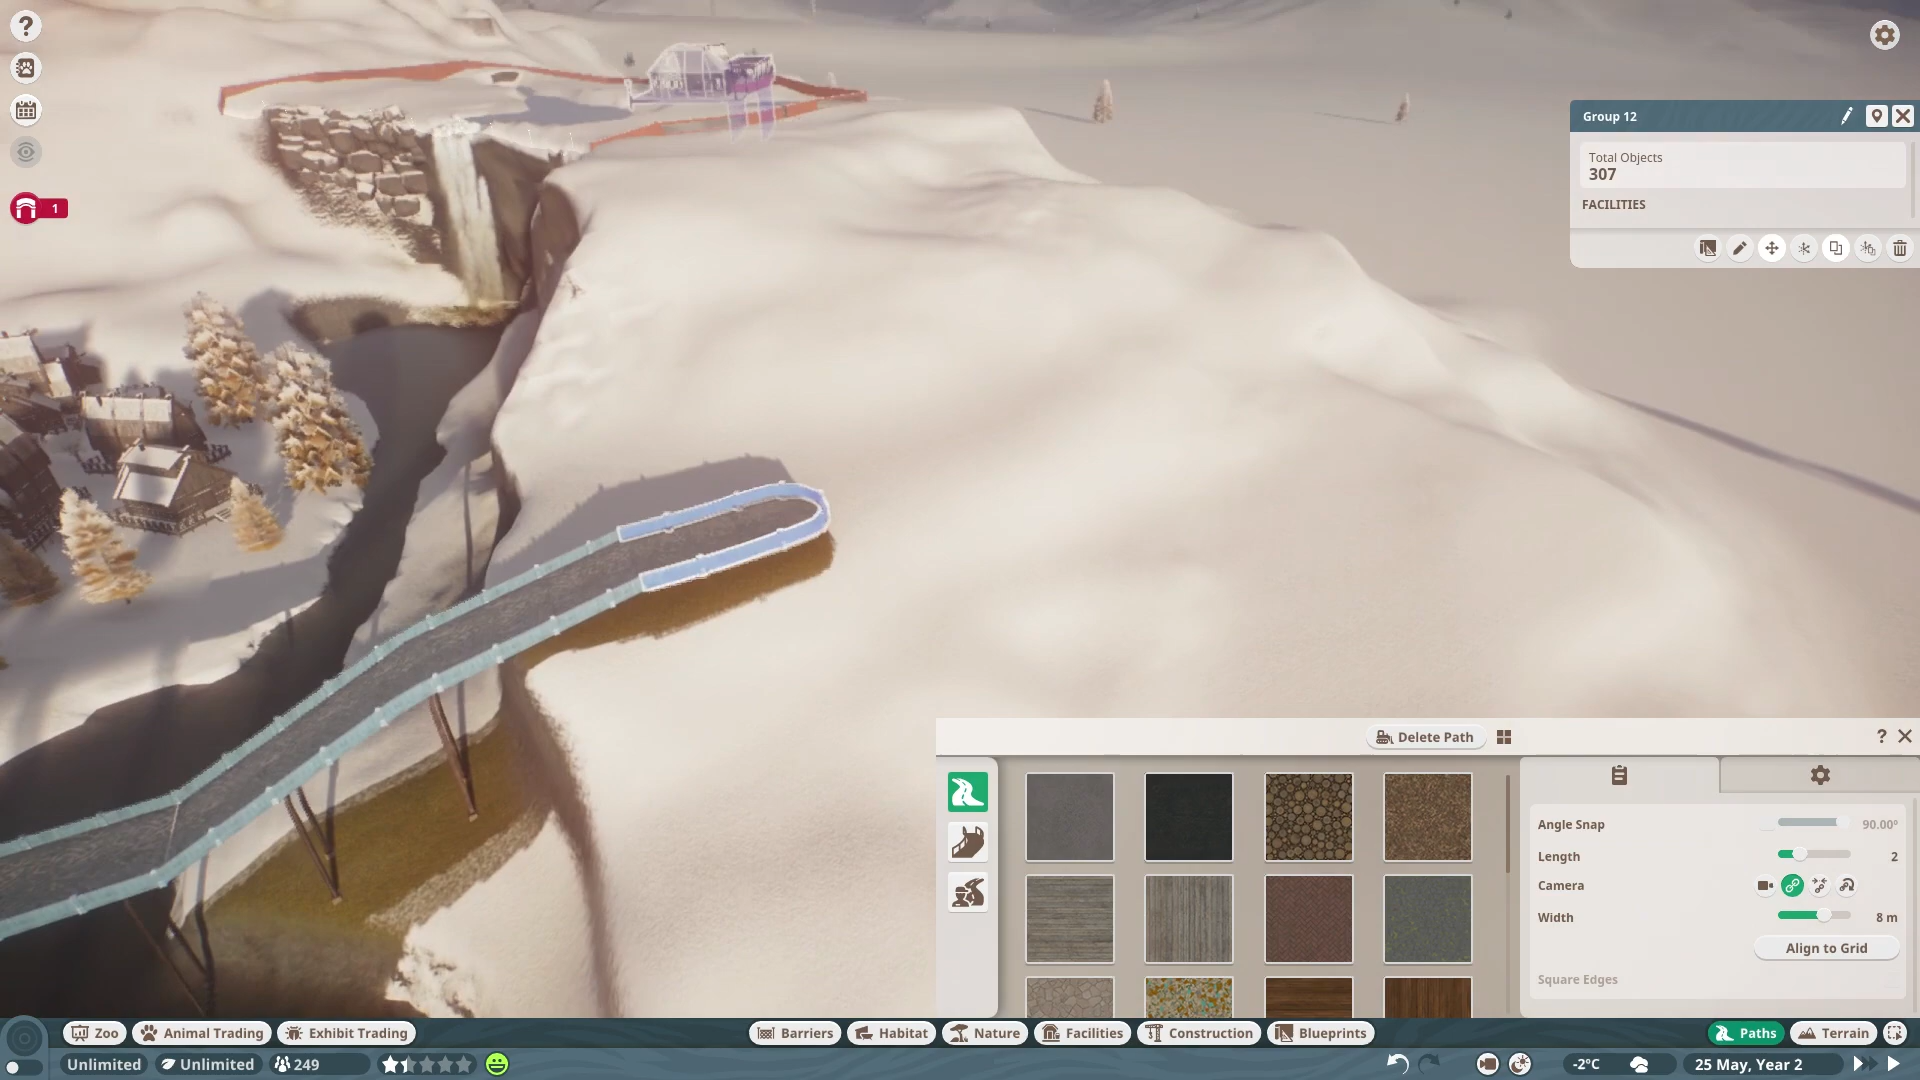 ?
1
Group 12
Total Objects
307
FACILITIES
Delete Path
?
Angle Snap 90.00°
Length 2
Camera
Width 8 m
Align to Grid
Square Edges
Zoo Animal Trading Exhibit Trading Barriers Habitat Nature Facilities Construction Blueprints Paths Terrain
Unlimited Unlimited 249 -2°C 25 May, Year 2